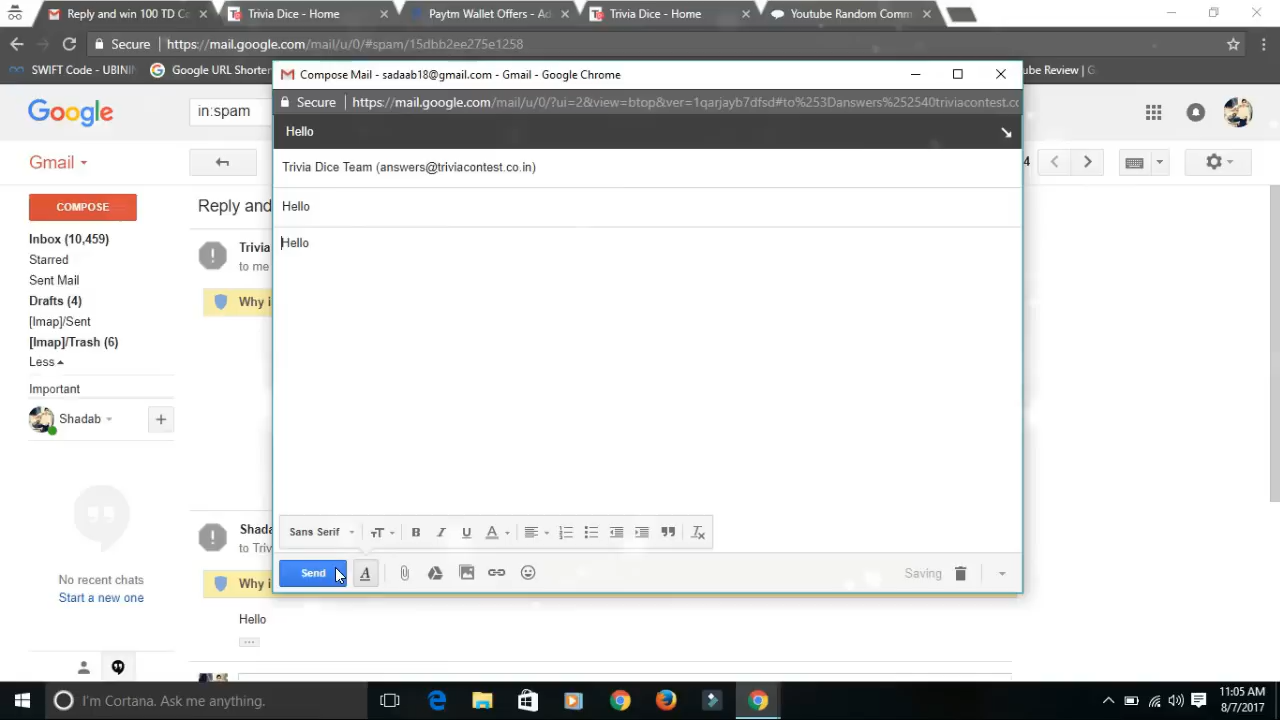 Reply and win 100 TD Co
Trivia Dice - Home
Paytm Wallet Offers - Ad
Trivia Dice - Home
Youtube Random Comm
Secure
https://mail.google.com/mail/u/0/#spam/15dbb2ee275e1258
SWIFT Code - UBININ
Google URL Shorten
ube Review | G
Compose Mail - sadaab18@gmail.com - Gmail - Google Chrome
Secure
https://mail.google.com/mail/u/0/?ui=2&view=btop&ver=1qarjayb7dfsd#to%253Danswers%252540triviacontest.cc
Google
in:spam
Hello
Gmail
4
Trivia Dice Team (answers@triviacontest.co.in)
COMPOSE
Reply and
Hello
Hello
Inbox (10,459)
Starred
Sent Mail
Drafts (4)
[Imap]/Sent
[Imap]/Trash (6)
Less
Important
Shadab
Trivia
to me
Why i
No recent chats
Start a new one
Shada
to Triv
Why i
Hello
Sans Serif
Send
Saving
I'm Cortana. Ask me anything.
11:05 AM
8/7/2017